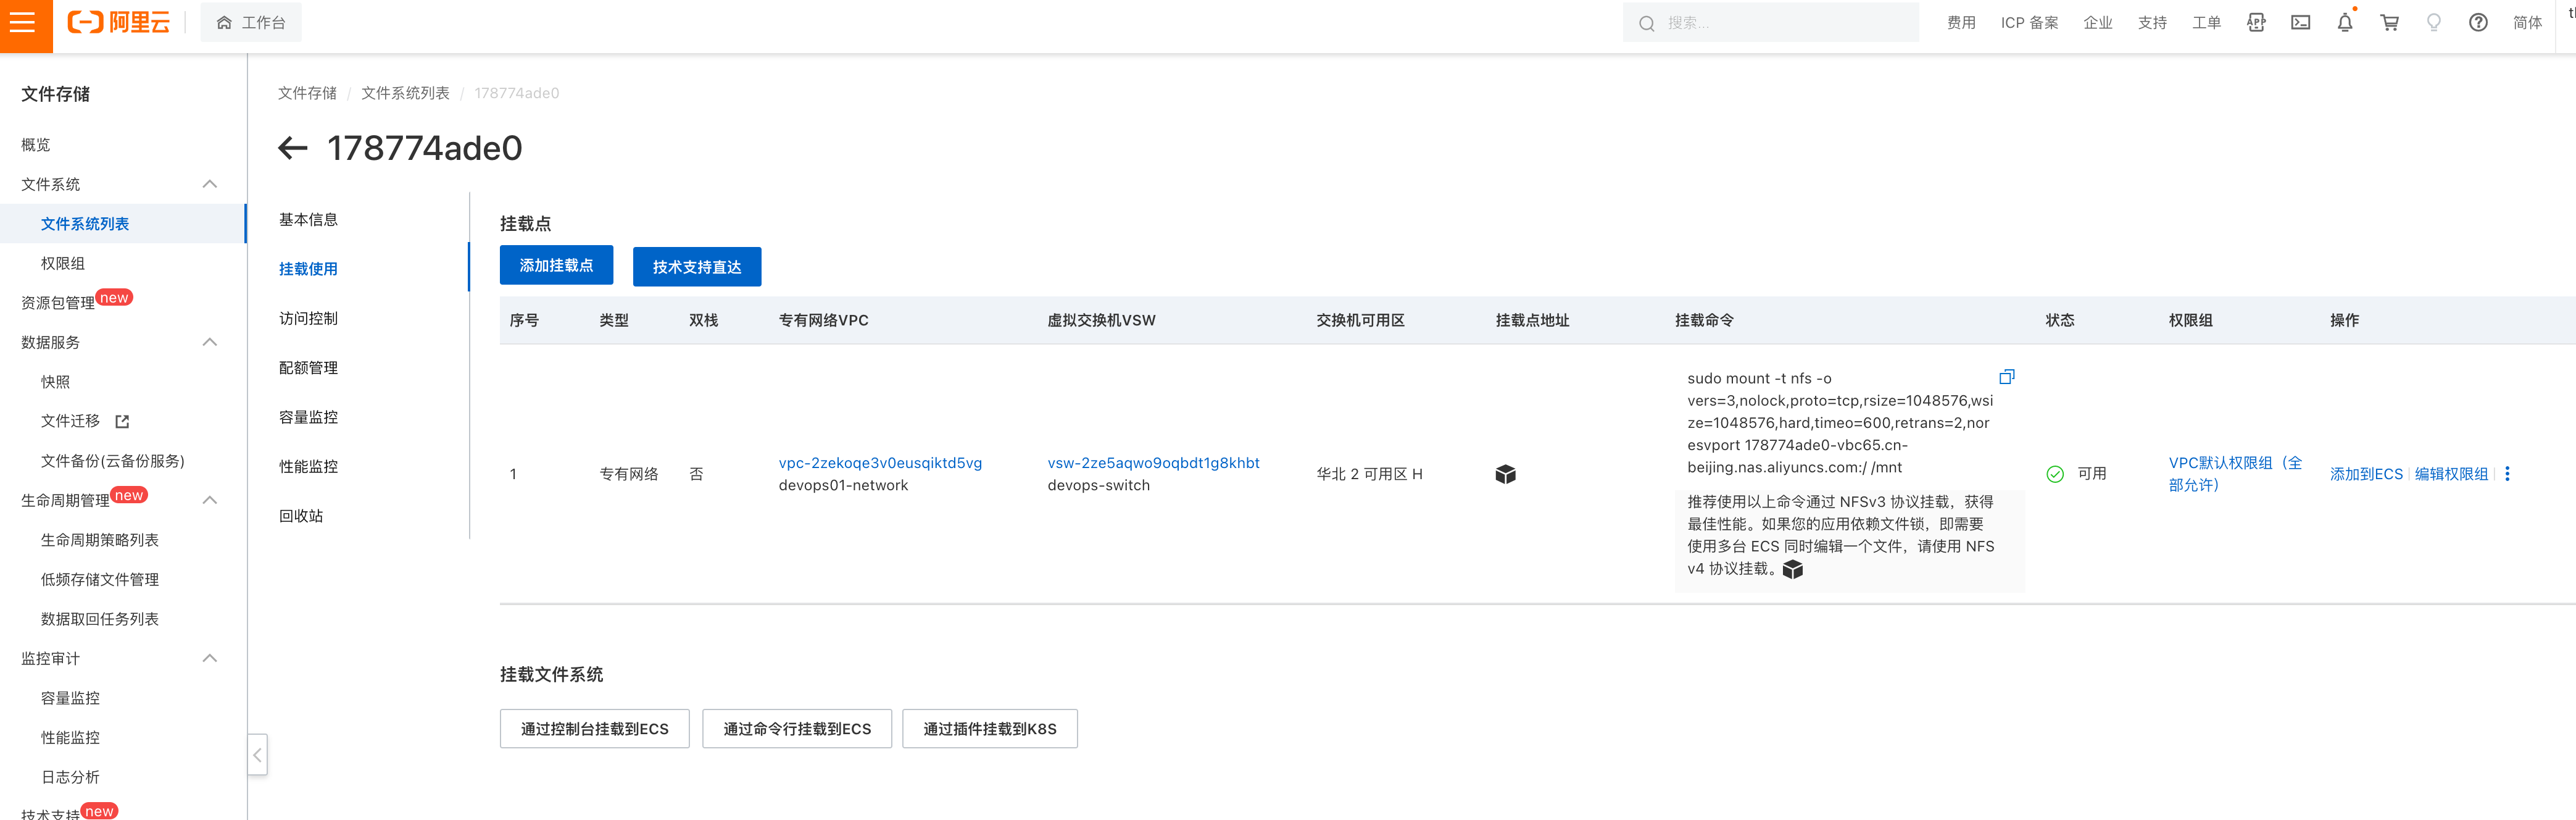 阿里云
工作台
搜索...
费用
ICP 备案
企业
支持
工单
APP
简体
文件存储
概览
文件系统
文件系统列表
权限组
资源包管理 new
数据服务
快照
文件迁移
文件备份(云备份服务)
生命周期管理 new
生命周期策略列表
低频存储文件管理
数据取回任务列表
监控审计
容量监控
性能监控
日志分析
技术支持 new
文件存储 / 文件系统列表 / 178774ade0
178774ade0
基本信息
挂载使用
访问控制
配额管理
容量监控
性能监控
回收站
挂载点
添加挂载点
技术支持直达
序号 类型 双栈 专有网络VPC 虚拟交换机VSW 交换机可用区 挂载点地址 挂载命令 状态 权限组 操作
1
专有网络
否
vpc-2zekoqe3v0eusqiktd5vg
devops01-network
vsw-2ze5aqwo9oqbdt1g8khbt
devops-switch
华北 2 可用区 H
sudo mount -t nfs -o
vers=3,nolock,proto=tcp,rsize=1048576,wsi
ze=1048576,hard,timeo=600,retrans=2,nor
esvport 178774ade0-vbc65.cn-
beijing.nas.aliyuncs.com:/ /mnt
推荐使用以上命令通过 NFSv3 协议挂载，获得
最佳性能。如果您的应用依赖文件锁，即需要
使用多台 ECS 同时编辑一个文件，请使用 NFS
v4 协议挂载。
可用
VPC默认权限组（全
部允许）
添加到ECS
编辑权限组
挂载文件系统
通过控制台挂载到ECS
通过命令行挂载到ECS
通过插件挂载到K8S